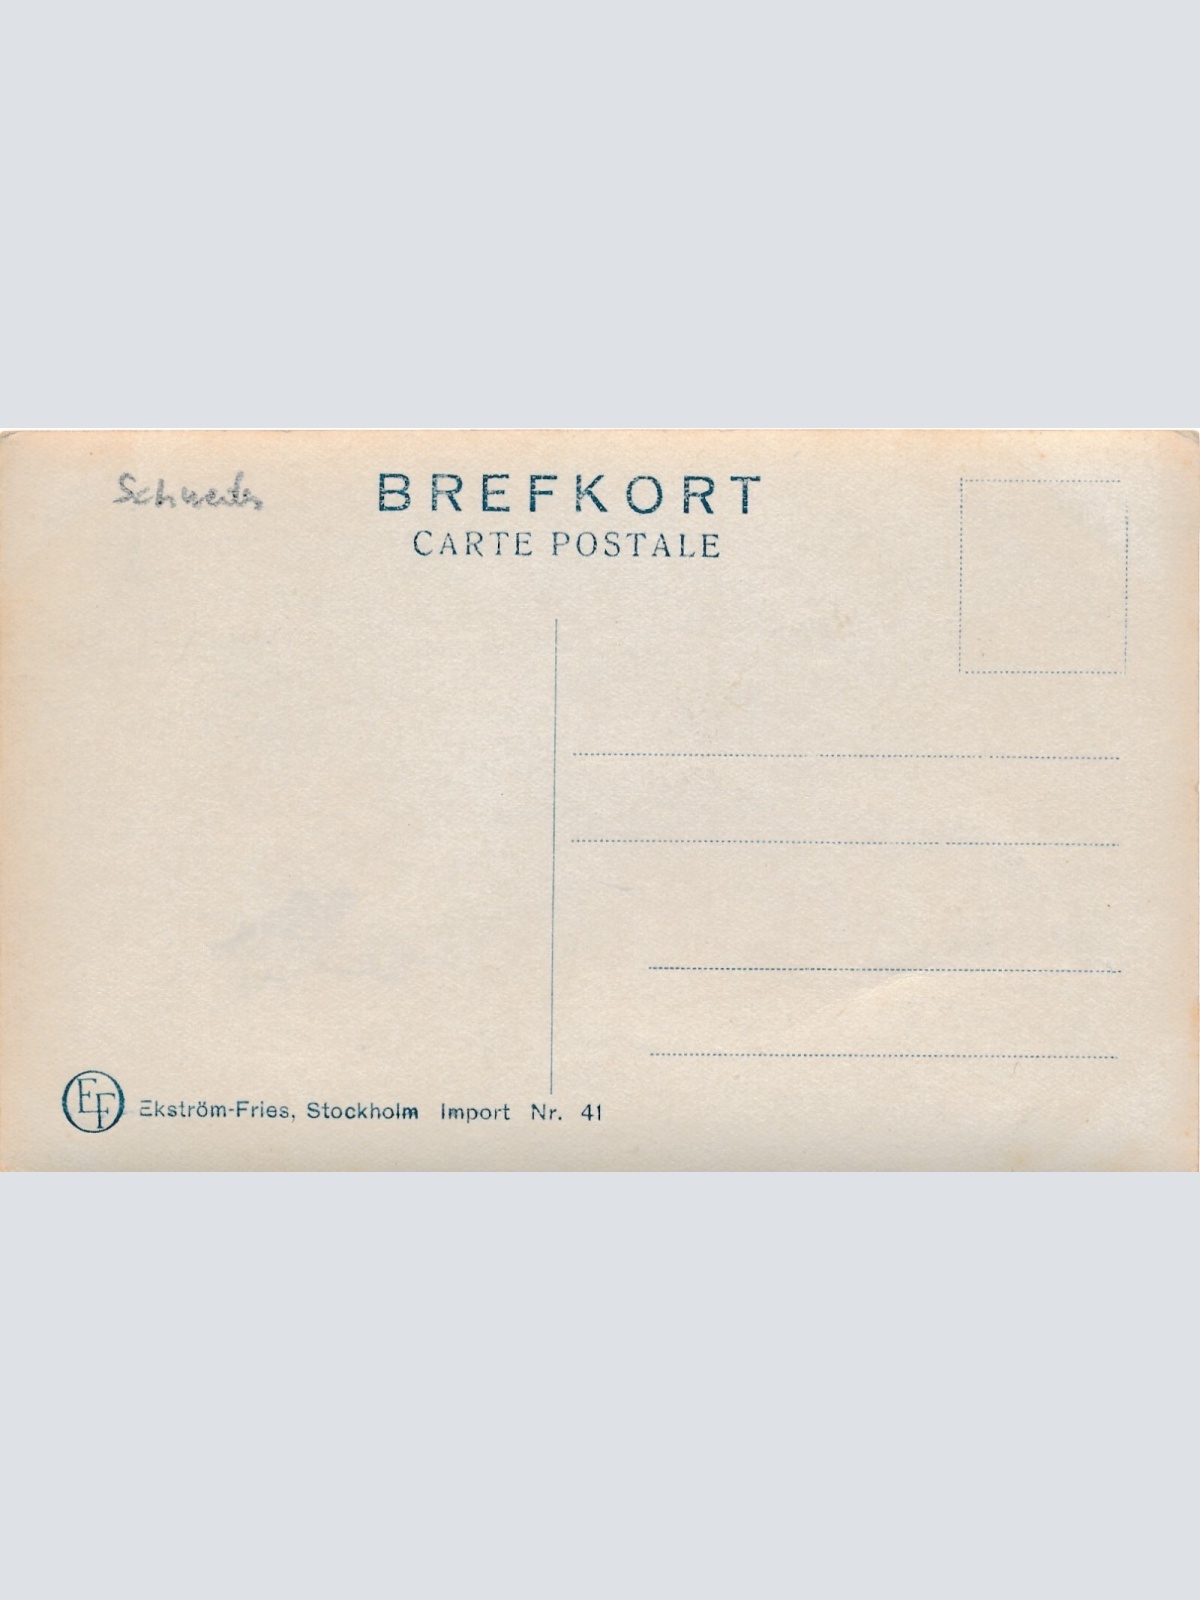 Schweden
BREFKORT
CARTE POSTALE
EF
Ekström-Fries, Stockholm Import Nr. 41